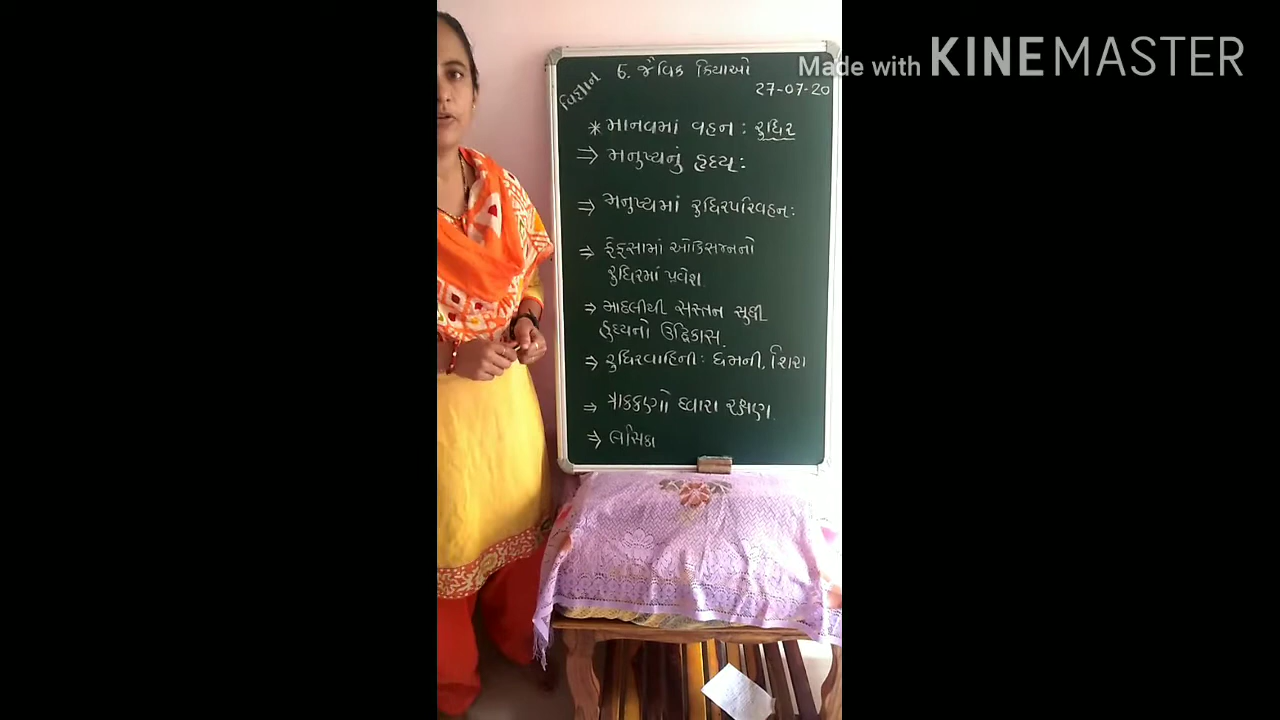 Made with KINEMASTER
વિજ્ઞાન
6. જૈવિક ક્રિયાઓ
27-07-20
* માનવમાં વહન : રુધિર
⇒ મનુષ્યનું હૃદય :
⇒ મનુષ્યમાં રુધિરપરિવહન :
⇒ ફેફસામાં ઓક્સિજનનો
રુધિરમાં પ્રવેશ.
⇒ માછલીથી સસ્તન સુધી
હૃદયનો ઉદ્વિકાસ.
⇒ રુધિરવાહિની : ધમની, શિરા
⇒ ત્રાકકણો દ્વારા રક્ષણ.
⇒ લસિકા